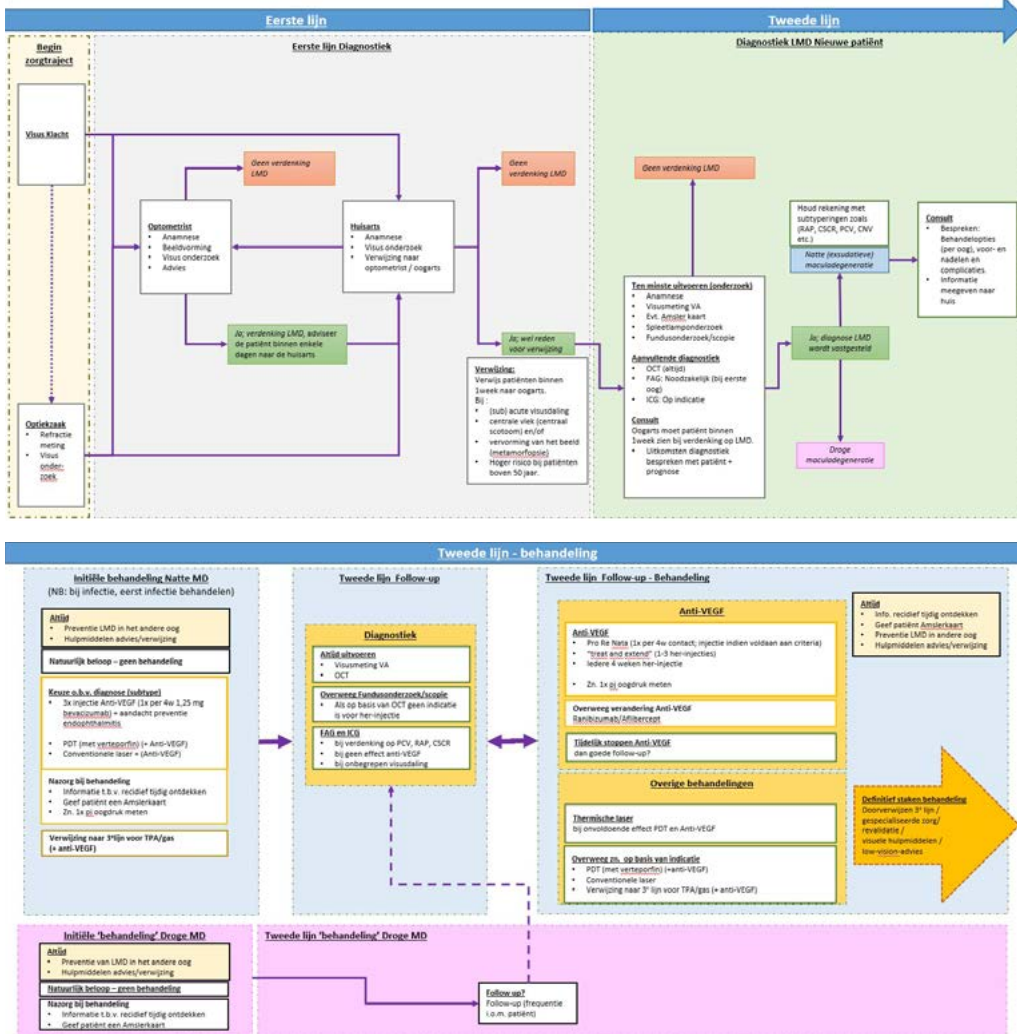 Eerste lijn
Tweede lijn
Begin
zorgtraject
Visus Klacht
Optiekzaak
• Refractie
meting
• Visus
onder-
zoek.
Eerste lijn Diagnostiek
Geen verdenking
LMD
Optometrist
• Anamnese
• Beeldvorming
• Visus onderzoek
• Advies
Ja; verdenking LMD, adviseer
de patiënt binnen enkele
dagen naar de huisarts
Huisarts
• Anamnese
• Visus onderzoek
• Verwijzing naar
optometrist / oogarts
Geen
verdenking LMD
Ja; wel reden
voor verwijzing
Verwijzing:
Verwijs patiënten binnen
1week naar oogarts.
Bij :
• (sub) acute visusdaling
• centrale vlek (centraal
scotoom) en/of
• vervorming van het beeld
(metamorfopsie)
• Hoger risico bij patiënten
boven 50 jaar.
Diagnostiek LMD Nieuwe patiënt
Geen verdenking LMD
Ten minste uitvoeren (onderzoek)
• Anamnese
• Visusmeting VA
• Evt. Amsler kaart
• Spleetlamponderzoek
• Fundusonderzoek/scopie
Aanvullende diagnostiek
• OCT (altijd)
• FAG: Noodzakelijk (bij eerste
oog)
• ICG: Op indicatie
Consult
Oogarts moet patiënt binnen
1week zien bij verdenking op LMD.
• Uitkomsten diagnostiek
bespreken met patiënt +
prognose
Houd rekening met
subtyperingen zoals
(RAP, CSCR, PCV, CNV
etc.)
Natte (exsudatieve)
maculadegeneratie
Ja; diagnose LMD
wordt vastgesteld
Droge
maculadegeneratie
Consult
• Bespreken:
Behandelopties
(per oog), voor- en
nadelen en
complicaties.
• Informatie
meegeven naar
huis
Tweede lijn - behandeling
Initiële behandeling Natte MD
(NB: bij infectie, eerst infectie behandelen)
Altijd
• Preventie LMD in het andere oog
• Hulpmiddelen advies/verwijzing
Natuurlijk beloop – geen behandeling
Keuze o.b.v. diagnose (subtype)
• 3x injectie Anti-VEGF (1x per 4w 1,25 mg
bevacizumab) + aandacht preventie
endophthalmitis
• PDT (met verteporfin) (+ Anti-VEGF)
• Conventionele laser + (Anti-VEGF)
Nazorg bij behandeling
• Informatie t.b.v. recidief tijdig ontdekken
• Geef patiënt een Amslerkaart
• Zn. 1x pj oogdruk meten
Verwijzing naar 3elijn voor TPA/gas
(+ anti-VEGF)
Tweede lijn Follow-up
Diagnostiek
Altijd uitvoeren
• Visusmeting VA
• OCT
Overweeg Fundusonderzoek/scopie
• Als op basis van OCT geen indicatie
is voor her-injectie
FAG en ICG
• bij verdenking op PCV, RAP, CSCR
• bij geen effect anti-VEGF
• bij onbegrepen visusdaling
Tweede lijn Follow-up - Behandeling
Anti-VEGF
Anti VEGF
• Pro Re Nata (1x per 4w contact; injectie indien voldaan aan criteria)
• "treat and extend" (1-3 her-injecties)
• Iedere 4 weken her-injectie
• Zn. 1x pj oogdruk meten
Overweeg verandering Anti-VEGF
Ranibizumab/Aflibercept
Tijdelijk stoppen Anti-VEGF
dan goede follow-up?
Overige behandelingen
Thermische laser
bij onvoldoende effect PDT en Anti-VEGF
Overweeg zn. op basis van indicatie
• PDT (met verteporfin) (+anti-VEGF)
• Conventionele laser
• Verwijzing naar 3e lijn voor TPA/gas (+ anti-VEGF)
Altijd
• Info. recidief tijdig ontdekken
• Geef patiënt Amslerkaart
• Preventie LMD in andere oog
• Hulpmiddelen advies/verwijzing
Definitief staken behandeling
Doorverwijzen 3e lijn /
gespecialiseerde zorg/
revalidatie /
visuele hulpmiddelen /
low-vision-advies
Initiële 'behandeling' Droge MD
Altijd
• Preventie van LMD in het andere oog
• Hulpmiddelen advies/verwijzing
Natuurlijk beloop – geen behandeling
Nazorg bij behandeling
• Informatie t.b.v. recidief tijdig ontdekken
• Geef patiënt een Amslerkaart
Tweede lijn 'behandeling' Droge MD
Follow up?
Follow-up (frequentie
i.o.m. patiënt)